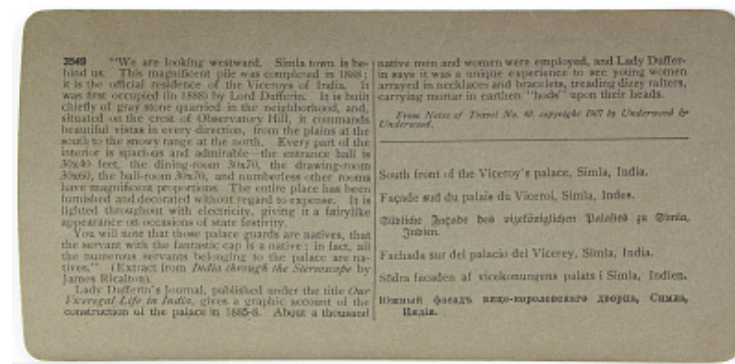 3549 "We are looking westward. Simla town is be-
hind us. This magnificent pile was completed in 1888;
it is the official residence of the Viceroys of India. It
was first occupied (in 1888) by Lord Dufferin. It is built
chiefly of gray stone quarried in the neighborhood, and,
situated on the crest of Observatory Hill, it commands
beautiful vistas in every direction, from the plains at the
south to the snowy range at the north. Every part of the
interior is spacious and admirable—the entrance hall is
30x40 feet, the dining-room 30x70, the drawing-room
30x60, the ball-room 30x70, and numberless other rooms
have magnificent proportions. The entire place has been
furnished and decorated without regard to expense. It is
lighted throughout with electricity, giving it a fairylike
appearance on occasions of state festivity.
You will note that those palace guards are natives, that
the servant with the fantastic cap is a native; in fact, all
the numerous servants belonging to the palace are na-
tives." (Extract from India through the Stereoscope by
James Ricalton).
Lady Dufferin's Journal, published under the title Our
Viceregal Life in India, gives a graphic account of the
construction of the palace in 1885-8. About a thousand
native men and women were employed, and Lady Duffer-
in says it was a unique experience to see young women
arrayed in necklaces and bracelets, treading dizzy rafters,
carrying mortar in earthen "hods" upon their heads.
From Notes of Travel No. copyright 1907 by Underwood &
Underwood.
South front of the Viceroy's palace, Simla, India.
Façade sud du palais du Viceroi, Simla, Indes.
Südliche Façade des vizeköniglichen Palastes zu Simla,
Indien.
Fachada sur del palacio del Vicerey, Simla, India.
Södra facaden af vicekonungens palats i Simla, Indien.
Южный фасадъ вице-королевскаго дворца, Симла,
Индія.